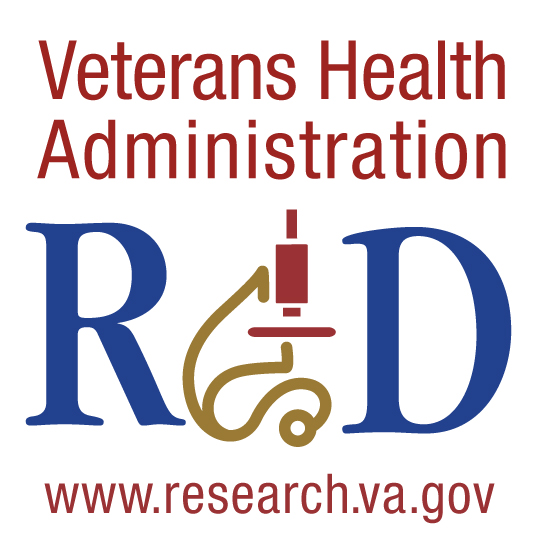 Veterans Health
Administration
R&D
www.research.va.gov